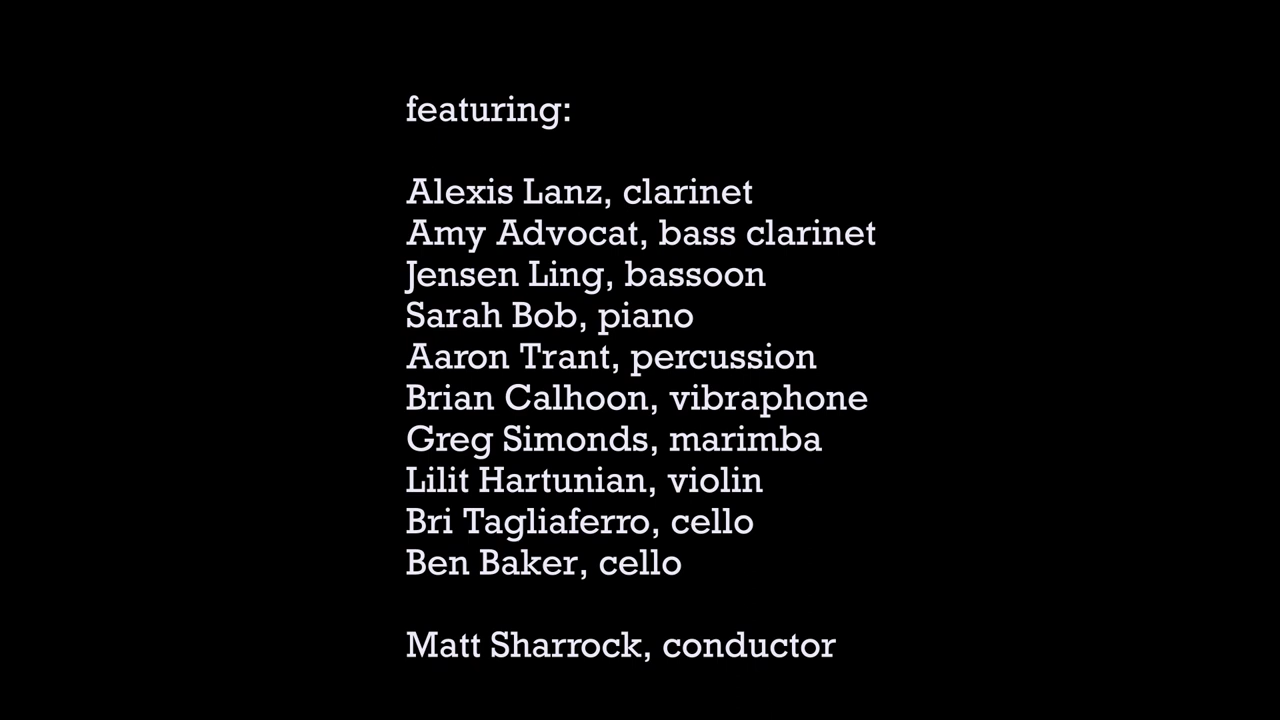 featuring:
Alexis Lanz, clarinet
Amy Advocat, bass clarinet
Jensen Ling, bassoon
Sarah Bob, piano
Aaron Trant, percussion
Brian Calhoon, vibraphone
Greg Simonds, marimba
Lilit Hartunian, violin
Bri Tagliaferro, cello
Ben Baker, cello
Matt Sharrock, conductor